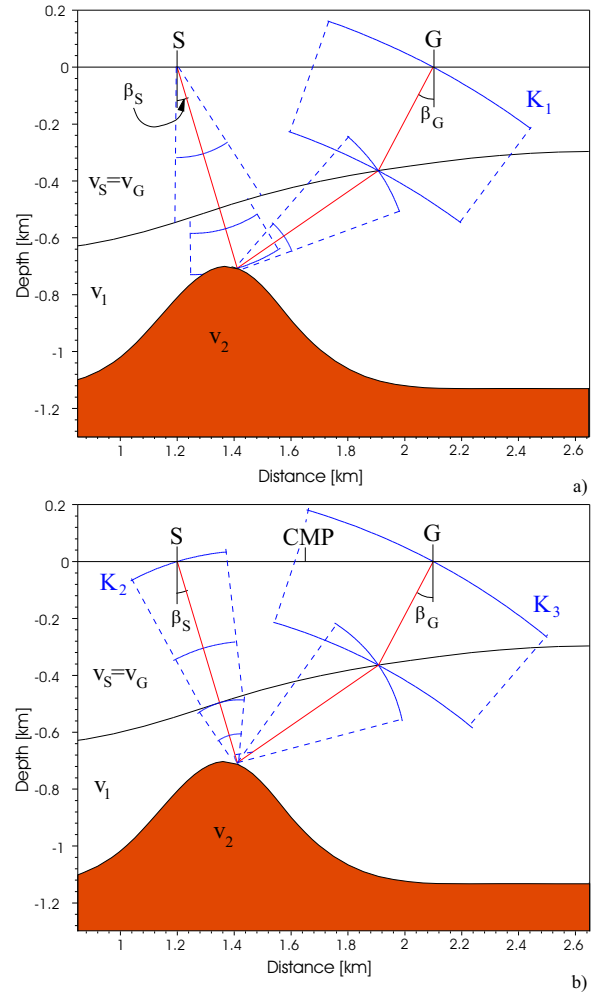 0.2
S
G
0
β_S
β_G
K_1
-0.2
v_S=v_G
-0.4
Depth [km]
-0.6
v_1
-0.8
v_2
-1
-1.2
1 1.2 1.4 1.6 1.8 2 2.2 2.4 2.6
Distance [km]
a)
0.2
S
CMP
G
0
K_2
β_S
β_G
K_3
-0.2
v_S=v_G
-0.4
Depth [km]
-0.6
v_1
-0.8
v_2
-1
-1.2
1 1.2 1.4 1.6 1.8 2 2.2 2.4 2.6
Distance [km]
b)